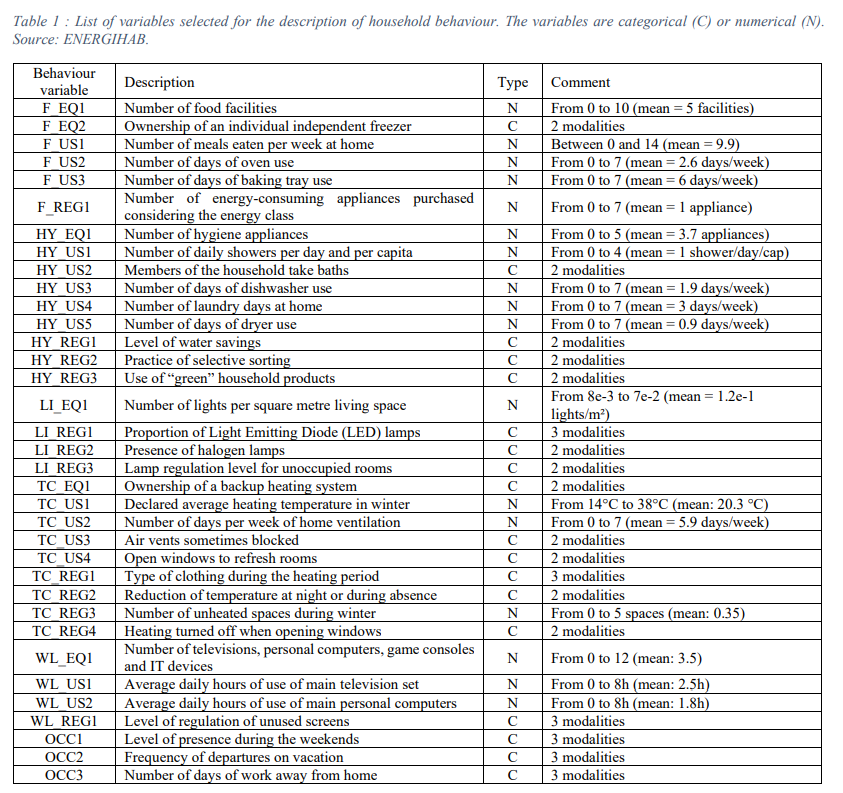 Table 1 : List of variables selected for the description of household behaviour. The variables are categorical (C) or numerical (N).
Source: ENERGIHAB.
Behaviour variable Description Type Comment
F_EQ1 Number of food facilities N From 0 to 10 (mean = 5 facilities)
F_EQ2 Ownership of an individual independent freezer C 2 modalities
F_US1 Number of meals eaten per week at home N Between 0 and 14 (mean = 9.9)
F_US2 Number of days of oven use N From 0 to 7 (mean = 2.6 days/week)
F_US3 Number of days of baking tray use N From 0 to 7 (mean = 6 days/week)
F_REG1 Number of energy-consuming appliances purchased considering the energy class N From 0 to 7 (mean = 1 appliance)
HY_EQ1 Number of hygiene appliances N From 0 to 5 (mean = 3.7 appliances)
HY_US1 Number of daily showers per day and per capita N From 0 to 4 (mean = 1 shower/day/cap)
HY_US2 Members of the household take baths C 2 modalities
HY_US3 Number of days of dishwasher use N From 0 to 7 (mean = 1.9 days/week)
HY_US4 Number of laundry days at home N From 0 to 7 (mean = 3 days/week)
HY_US5 Number of days of dryer use N From 0 to 7 (mean = 0.9 days/week)
HY_REG1 Level of water savings C 2 modalities
HY_REG2 Practice of selective sorting C 2 modalities
HY_REG3 Use of “green” household products C 2 modalities
LI_EQ1 Number of lights per square metre living space N From 8e-3 to 7e-2 (mean = 1.2e-1 lights/m²)
LI_REG1 Proportion of Light Emitting Diode (LED) lamps C 3 modalities
LI_REG2 Presence of halogen lamps C 2 modalities
LI_REG3 Lamp regulation level for unoccupied rooms C 2 modalities
TC_EQ1 Ownership of a backup heating system C 2 modalities
TC_US1 Declared average heating temperature in winter N From 14°C to 38°C (mean: 20.3 °C)
TC_US2 Number of days per week of home ventilation N From 0 to 7 (mean = 5.9 days/week)
TC_US3 Air vents sometimes blocked C 2 modalities
TC_US4 Open windows to refresh rooms C 2 modalities
TC_REG1 Type of clothing during the heating period C 3 modalities
TC_REG2 Reduction of temperature at night or during absence C 2 modalities
TC_REG3 Number of unheated spaces during winter N From 0 to 5 spaces (mean: 0.35)
TC_REG4 Heating turned off when opening windows C 2 modalities
WL_EQ1 Number of televisions, personal computers, game consoles and IT devices N From 0 to 12 (mean: 3.5)
WL_US1 Average daily hours of use of main television set N From 0 to 8h (mean: 2.5h)
WL_US2 Average daily hours of use of main personal computers N From 0 to 8h (mean: 1.8h)
WL_REG1 Level of regulation of unused screens C 3 modalities
OCC1 Level of presence during the weekends C 3 modalities
OCC2 Frequency of departures on vacation C 3 modalities
OCC3 Number of days of work away from home C 3 modalities